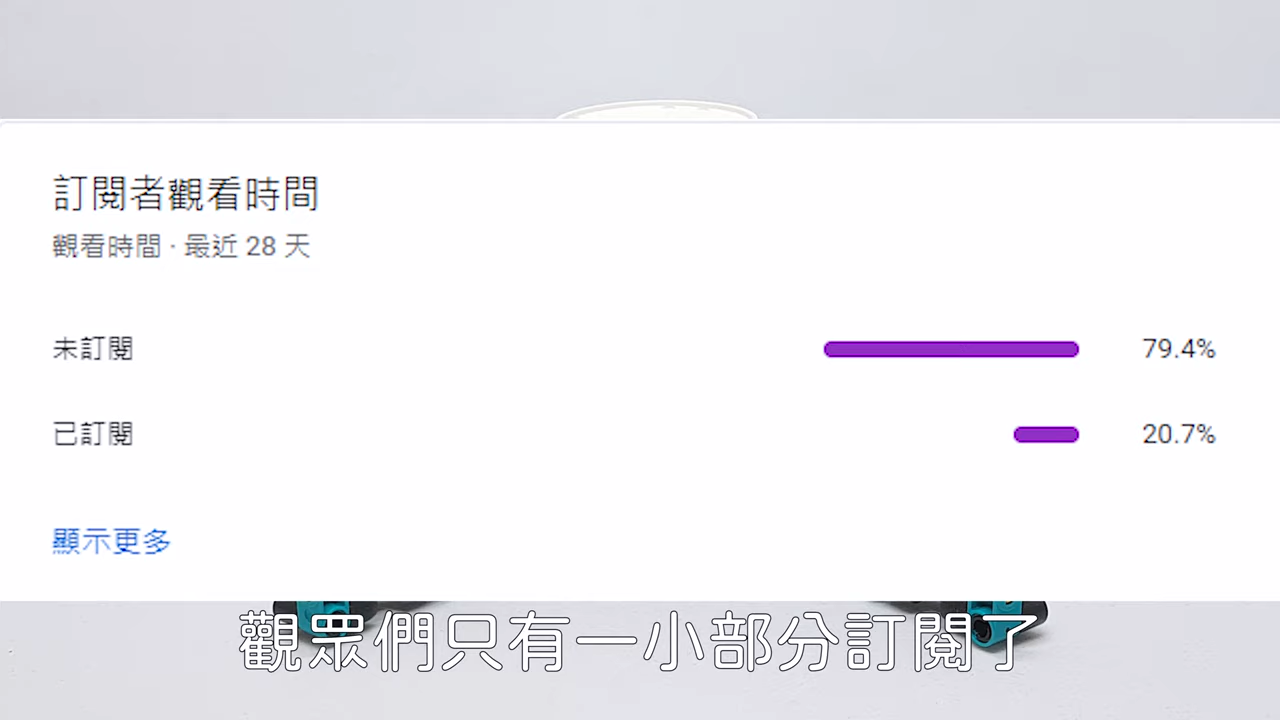 訂閱者觀看時間
觀看時間 · 最近 28 天
未訂閱 79.4%
已訂閱 20.7%
顯示更多
觀眾們只有一小部分訂閱了